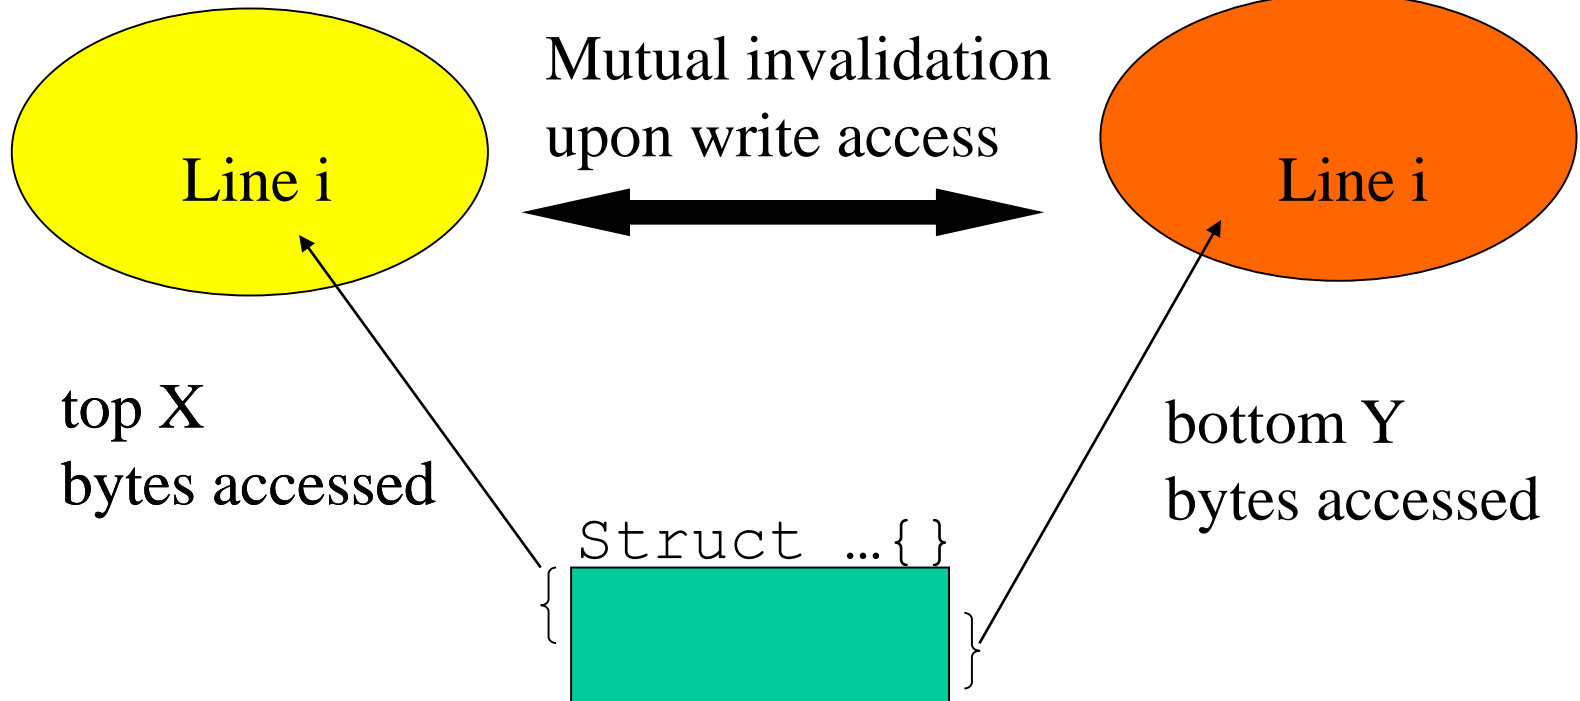 Mutual invalidation
upon write access
Line i
Line i
top X
bytes accessed
bottom Y
bytes accessed
Struct …{}